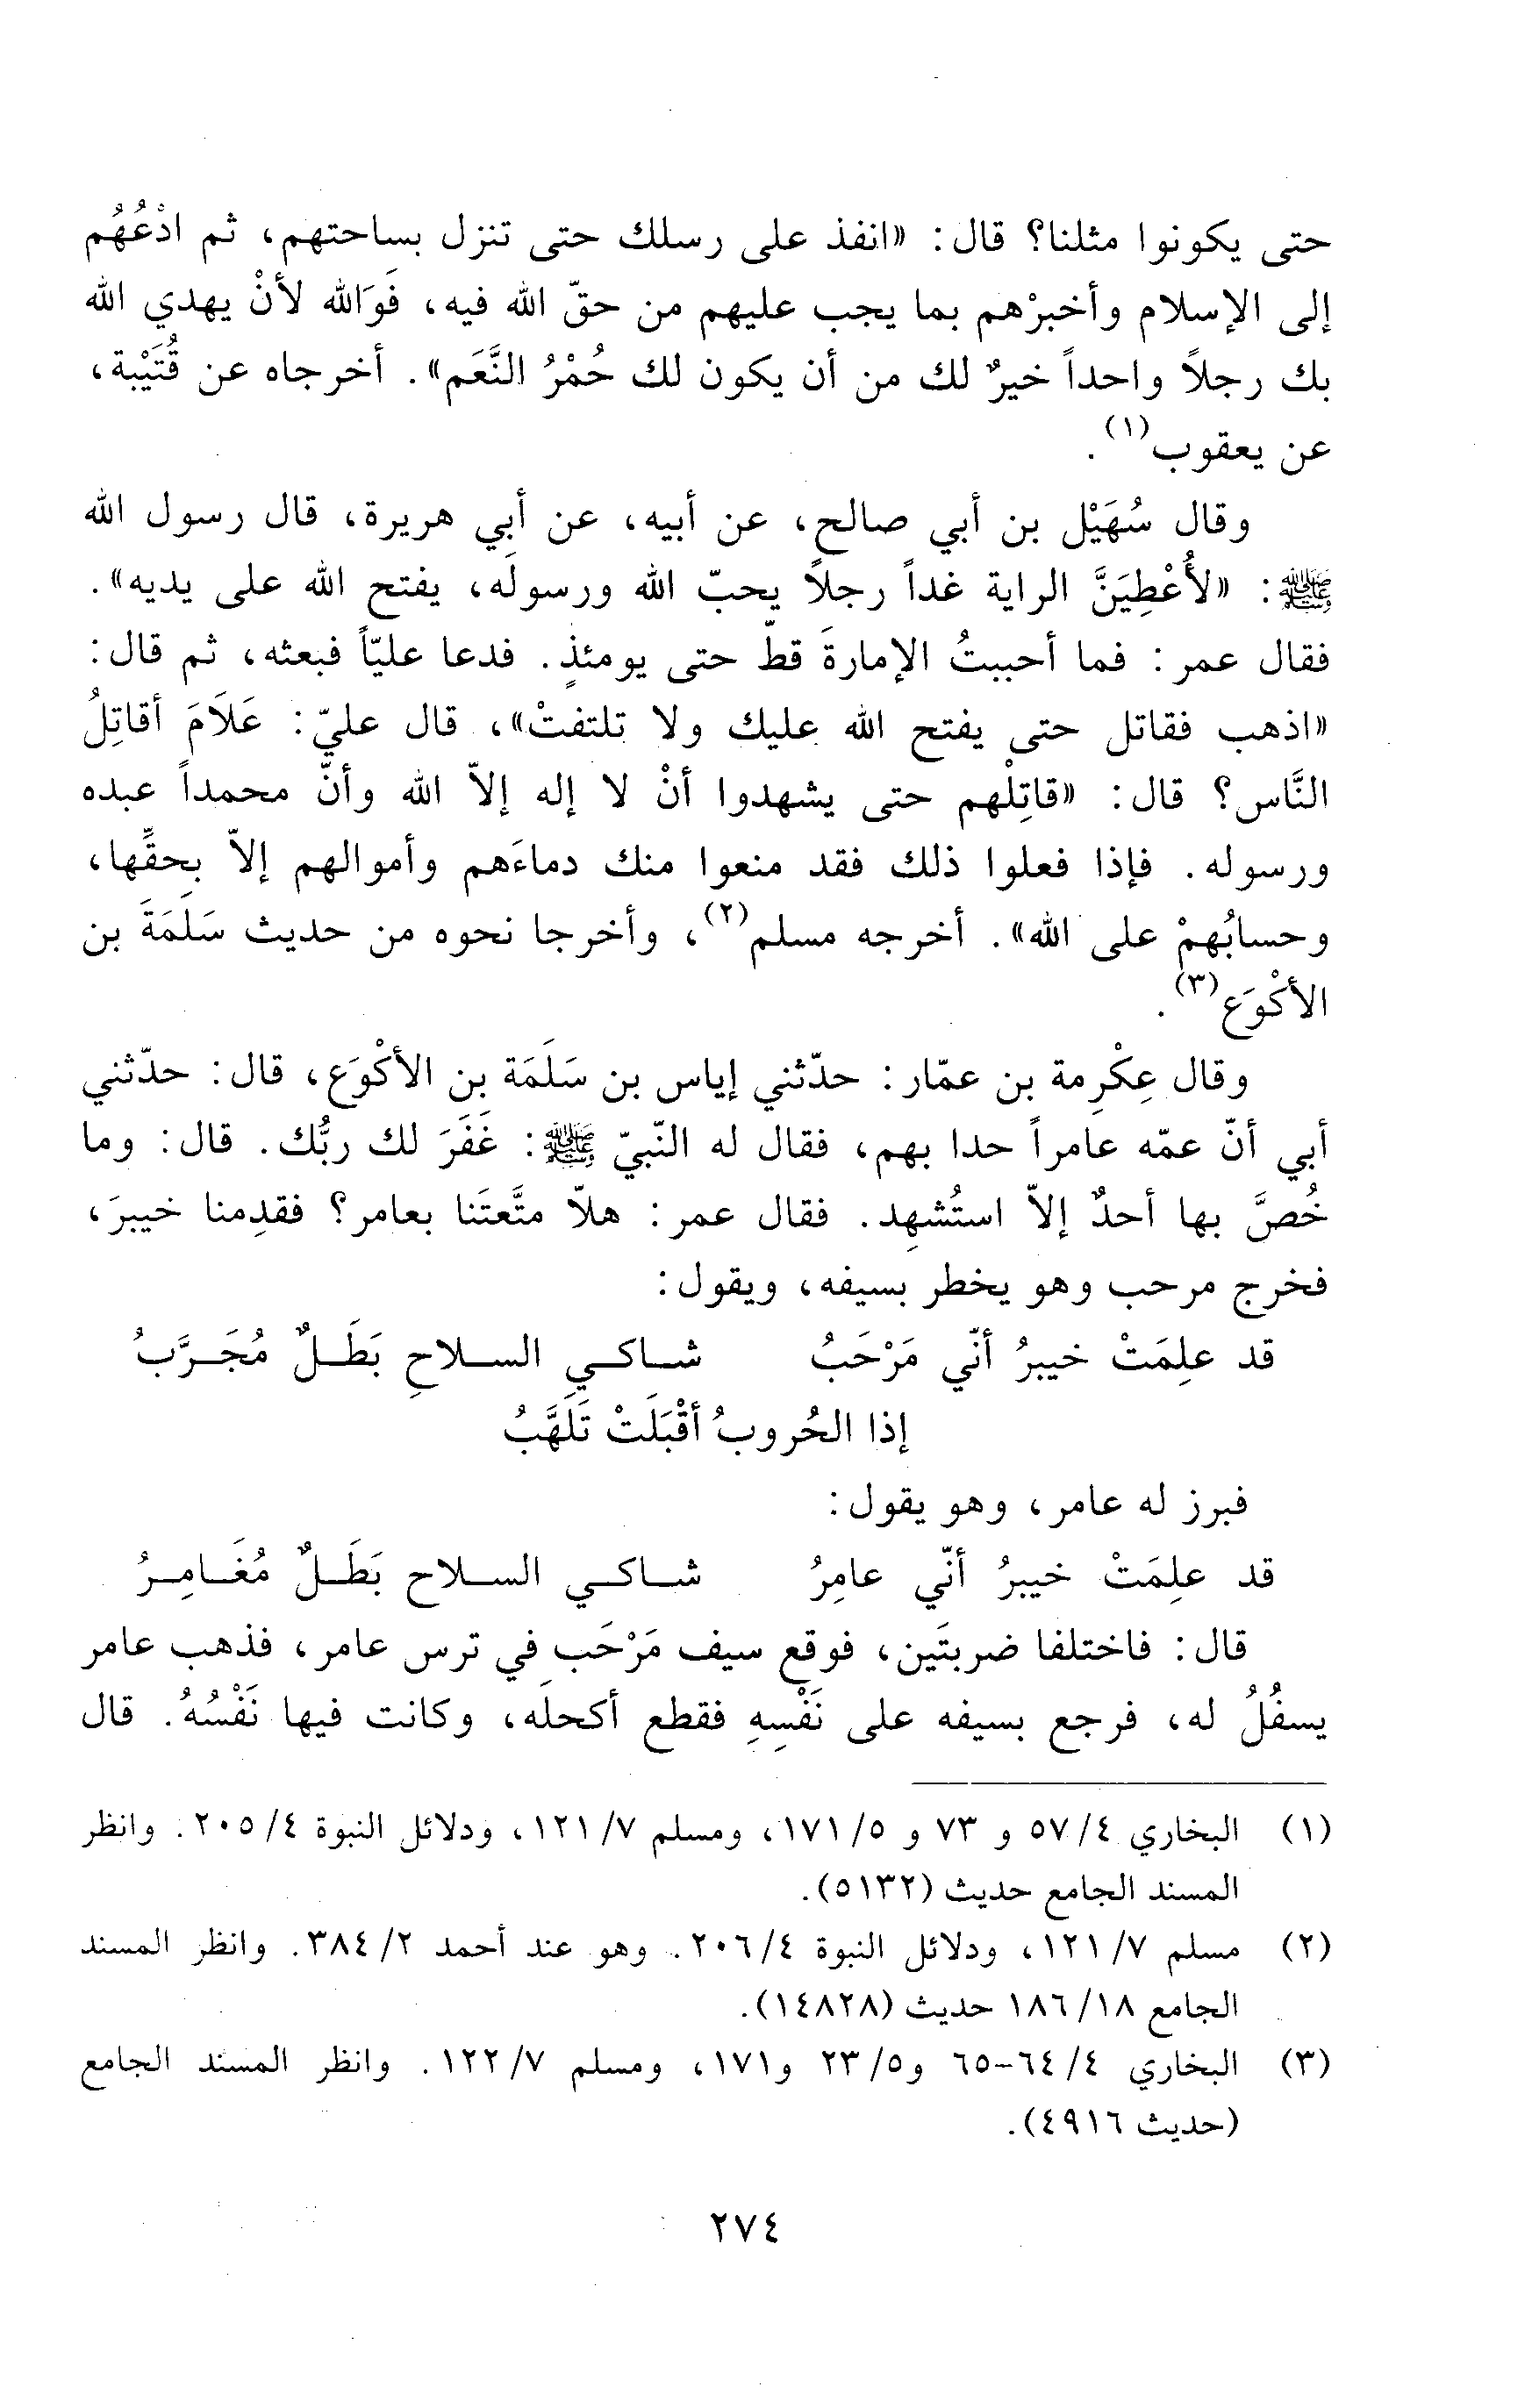 حتى يكونوا مثلنا؟ قال: «انفذ على رسلك حتى تنزل بساحتهم، ثم ادْعُهُم
إلى الإسلام وأخبرْهم بما يجب عليهم من حقّ الله فيه، فَوَالله لأنْ يهدي الله
بك رجلاً واحداً خيرٌ لك من أن يكون لك حُمْرُ النَّعَم». أخرجاه عن قُتَيْبة،
عن يعقوب(١).
وقال سُهَيْل بن أبي صالح، عن أبيه، عن أبي هريرة، قال رسول الله
ﷺ: «لأُعْطِيَنَّ الراية غداً رجلاً يحبّ الله ورسولَه، يفتح الله على يديه».
فقال عمر: فما أحببتُ الإمارةَ قطّ حتى يومئذٍ. فدعا عليّاً فبعثه، ثم قال:
«اذهب فقاتل حتى يفتح الله عليك ولا تلتفتْ»، قال عليّ: عَلاَمَ أقاتِلُ
النَّاس؟ قال: «قاتِلْهم حتى يشهدوا أنْ لا إله إلاّ الله وأنّ محمداً عبده
ورسوله. فإذا فعلوا ذلك فقد منعوا منك دماءَهم وأموالهم إلاّ بِحقِّها،
وحسابُهمْ على الله». أخرجه مسلم(٢)، وأخرجا نحوه من حديث سَلَمَةَ بن
الأكْوَع(٣).
وقال عِكْرِمة بن عمّار: حدّثني إياس بن سَلَمَة بن الأكْوَع، قال: حدّثني
أبي أنّ عمّه عامراً حدا بهم، فقال له النّبيّ ﷺ: غَفَرَ لك ربُّك. قال: وما
خُصَّ بها أحدٌ إلاّ استُشهِد. فقال عمر: هلاّ متَّعتَنا بعامر؟ فقدِمنا خيبرَ،
فخرج مرحب وهو يخطر بسيفه، ويقول:
قد علِمَتْ خيبرُ أنّي مَرْحَبُ شاكي السلاحِ بَطَلٌ مُجَرَّبُ
إذا الحُروبُ أقْبَلَتْ تَلَهَّبُ
فبرز له عامر، وهو يقول:
قد علِمَتْ خيبرُ أنّي عامِرُ شاكي السلاح بَطَلٌ مُغَامِرُ
قال: فاختلفا ضربتَين، فوقع سيف مَرْحَبٍ في ترس عامر، فذهب عامر
يسفُلُ له، فرجع بسيفه على نَفْسِهِ فقطع أكحلَه، وكانت فيها نَفْسُهُ. قال
(١) البخاري ٤/ ٥٧ و ٧٣ و ٥/ ١٧١، ومسلم ٧/ ١٢١، ودلائل النبوة ٤/ ٢٠٥. وانظر
المسند الجامع حديث (٥١٣٢).
(٢) مسلم ٧/ ١٢١، ودلائل النبوة ٤/ ٢٠٦. وهو عند أحمد ٢/ ٣٨٤. وانظر المسند
الجامع ١٨/ ١٨٦ حديث (١٤٨٢٨).
(٣) البخاري ٤/ ٦٤-٦٥ و٥/ ٢٣ و١٧١، ومسلم ٧/ ١٢٢. وانظر المسند الجامع
(حديث ٤٩١٦).
٢٧٤